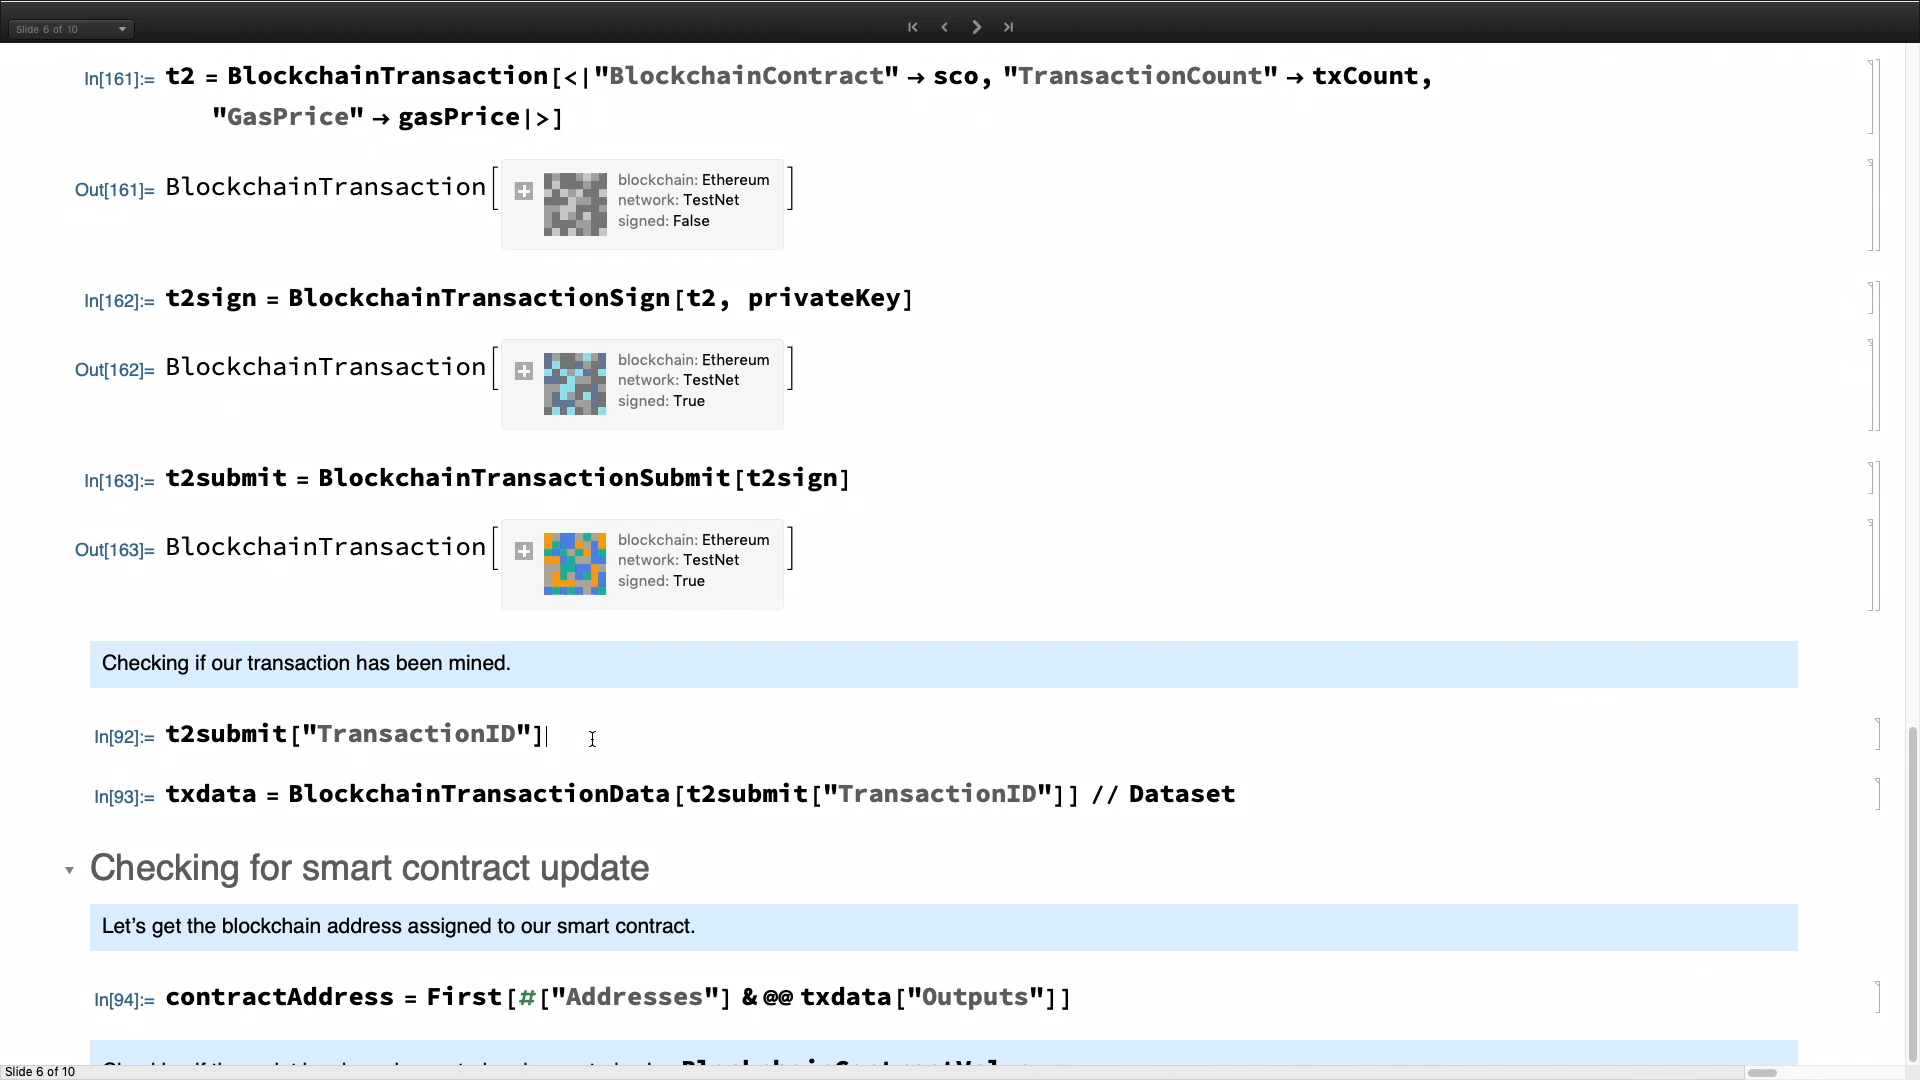 Slide 6 of 10
In[161]:= t2 = BlockchainTransaction[<|"BlockchainContract" → sco, "TransactionCount" → txCount,
"GasPrice" → gasPrice|>]
Out[161]= BlockchainTransaction[
blockchain: Ethereum
network: TestNet
signed: False
]
In[162]:= t2sign = BlockchainTransactionSign[t2, privateKey]
Out[162]= BlockchainTransaction[
blockchain: Ethereum
network: TestNet
signed: True
]
In[163]:= t2submit = BlockchainTransactionSubmit[t2sign]
Out[163]= BlockchainTransaction[
blockchain: Ethereum
network: TestNet
signed: True
]
Checking if our transaction has been mined.
In[92]:= t2submit["TransactionID"]
In[93]:= txdata = BlockchainTransactionData[t2submit["TransactionID"]] // Dataset
Checking for smart contract update
Let's get the blockchain address assigned to our smart contract.
In[94]:= contractAddress = First[#["Addresses"] &@@ txdata["Outputs"]]
Slide 6 of 10